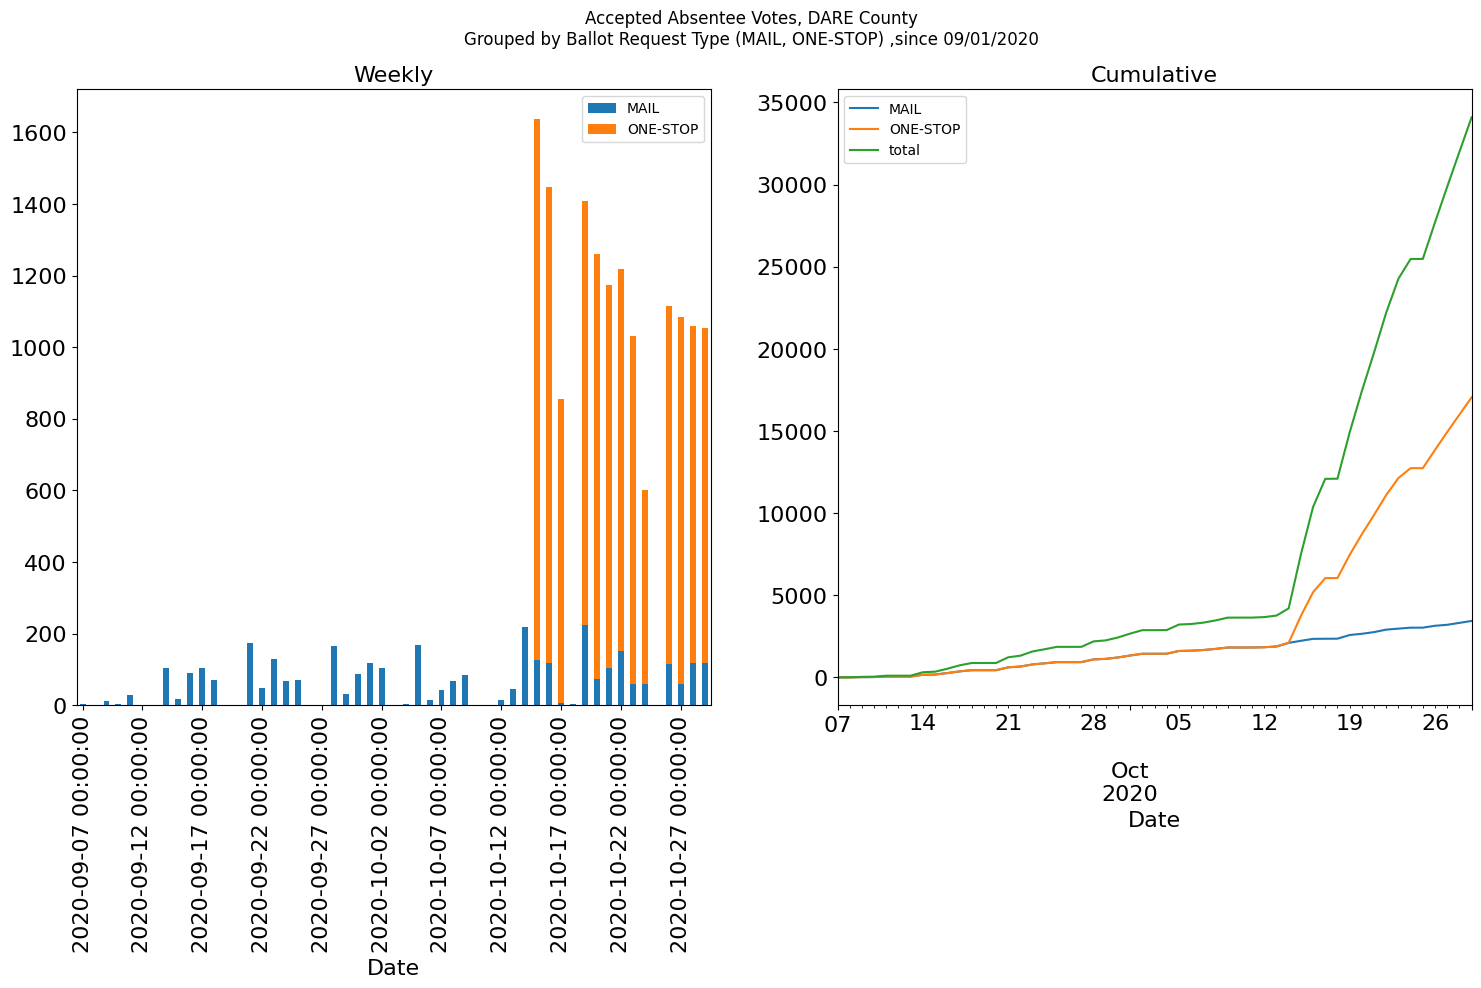 Accepted Absentee Votes, DARE County
Grouped by Ballot Request Type (MAIL, ONE-STOP) ,since 09/01/2020
Weekly
MAIL
ONE-STOP
1600
1400
1200
1000
800
600
400
200
0
2020-09-07 00:00:00
2020-09-12 00:00:00
2020-09-17 00:00:00
2020-09-22 00:00:00
2020-09-27 00:00:00
2020-10-02 00:00:00
2020-10-07 00:00:00
2020-10-12 00:00:00
2020-10-17 00:00:00
2020-10-22 00:00:00
2020-10-27 00:00:00
Date
Cumulative
MAIL
ONE-STOP
total
35000
30000
25000
20000
15000
10000
5000
0
07 14 21 28 05 12 19 26
Oct
2020
Date